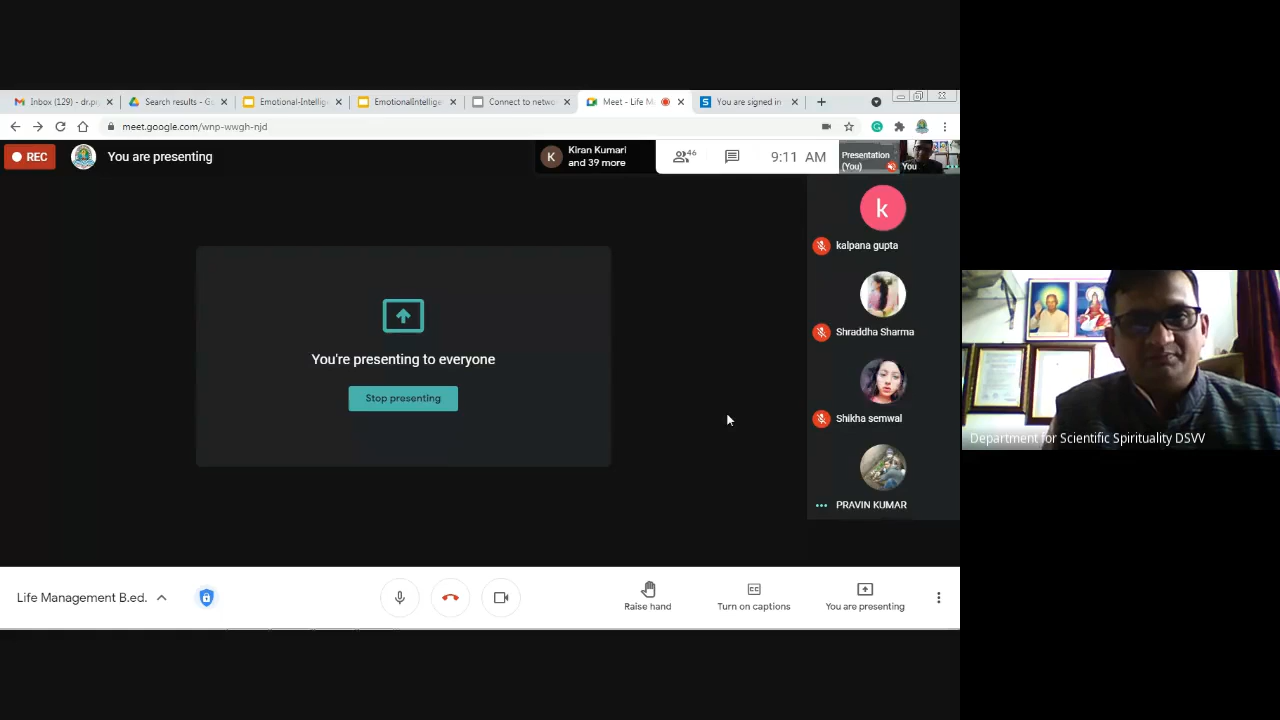 Inbox (129) - dr.pr
Search results - Go
Emotional-Intellige
EmotionalIntellige
Connect to netwo
Meet - Life M
You are signed in
meet.google.com/wnp-wwgh-njd
REC
You are presenting
K
Kiran Kumari
and 39 more
46
9:11 AM
Presentation
(You)
You
k
kalpana gupta
Shraddha Sharma
Shikha semwal
PRAVIN KUMAR
You're presenting to everyone
Stop presenting
Department for Scientific Spirituality DSVV
Life Management B.ed.
Raise hand
CC
Turn on captions
You are presenting